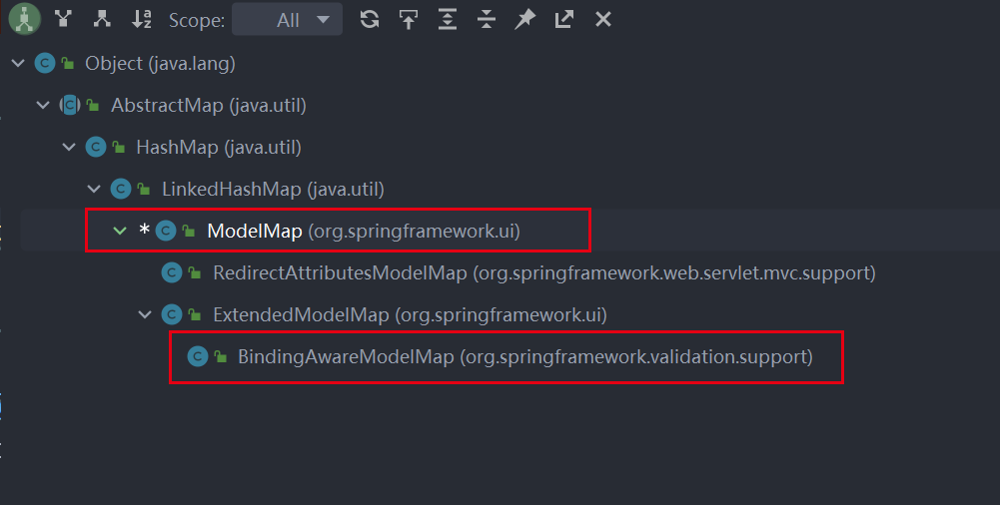 Scope: All
Object (java.lang)
AbstractMap (java.util)
HashMap (java.util)
LinkedHashMap (java.util)
* ModelMap (org.springframework.ui)
RedirectAttributesModelMap (org.springframework.web.servlet.mvc.support)
ExtendedModelMap (org.springframework.ui)
BindingAwareModelMap (org.springframework.validation.support)